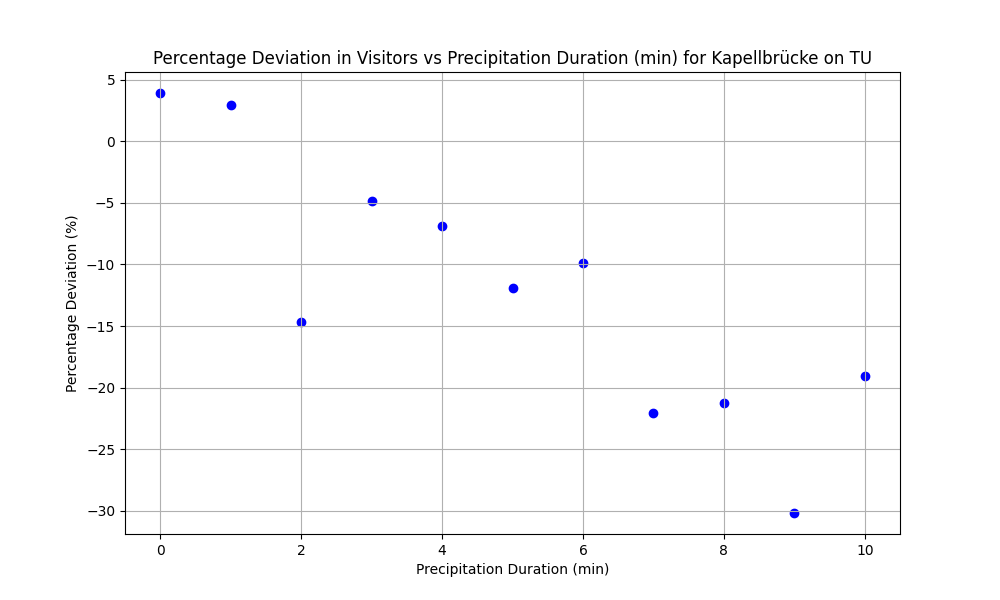 Percentage Deviation in Visitors vs Precipitation Duration (min) for Kapellbrücke on TU
5
0
−5
−10
−15
−20
−25
−30
Percentage Deviation (%)
0 2 4 6 8 10
Precipitation Duration (min)